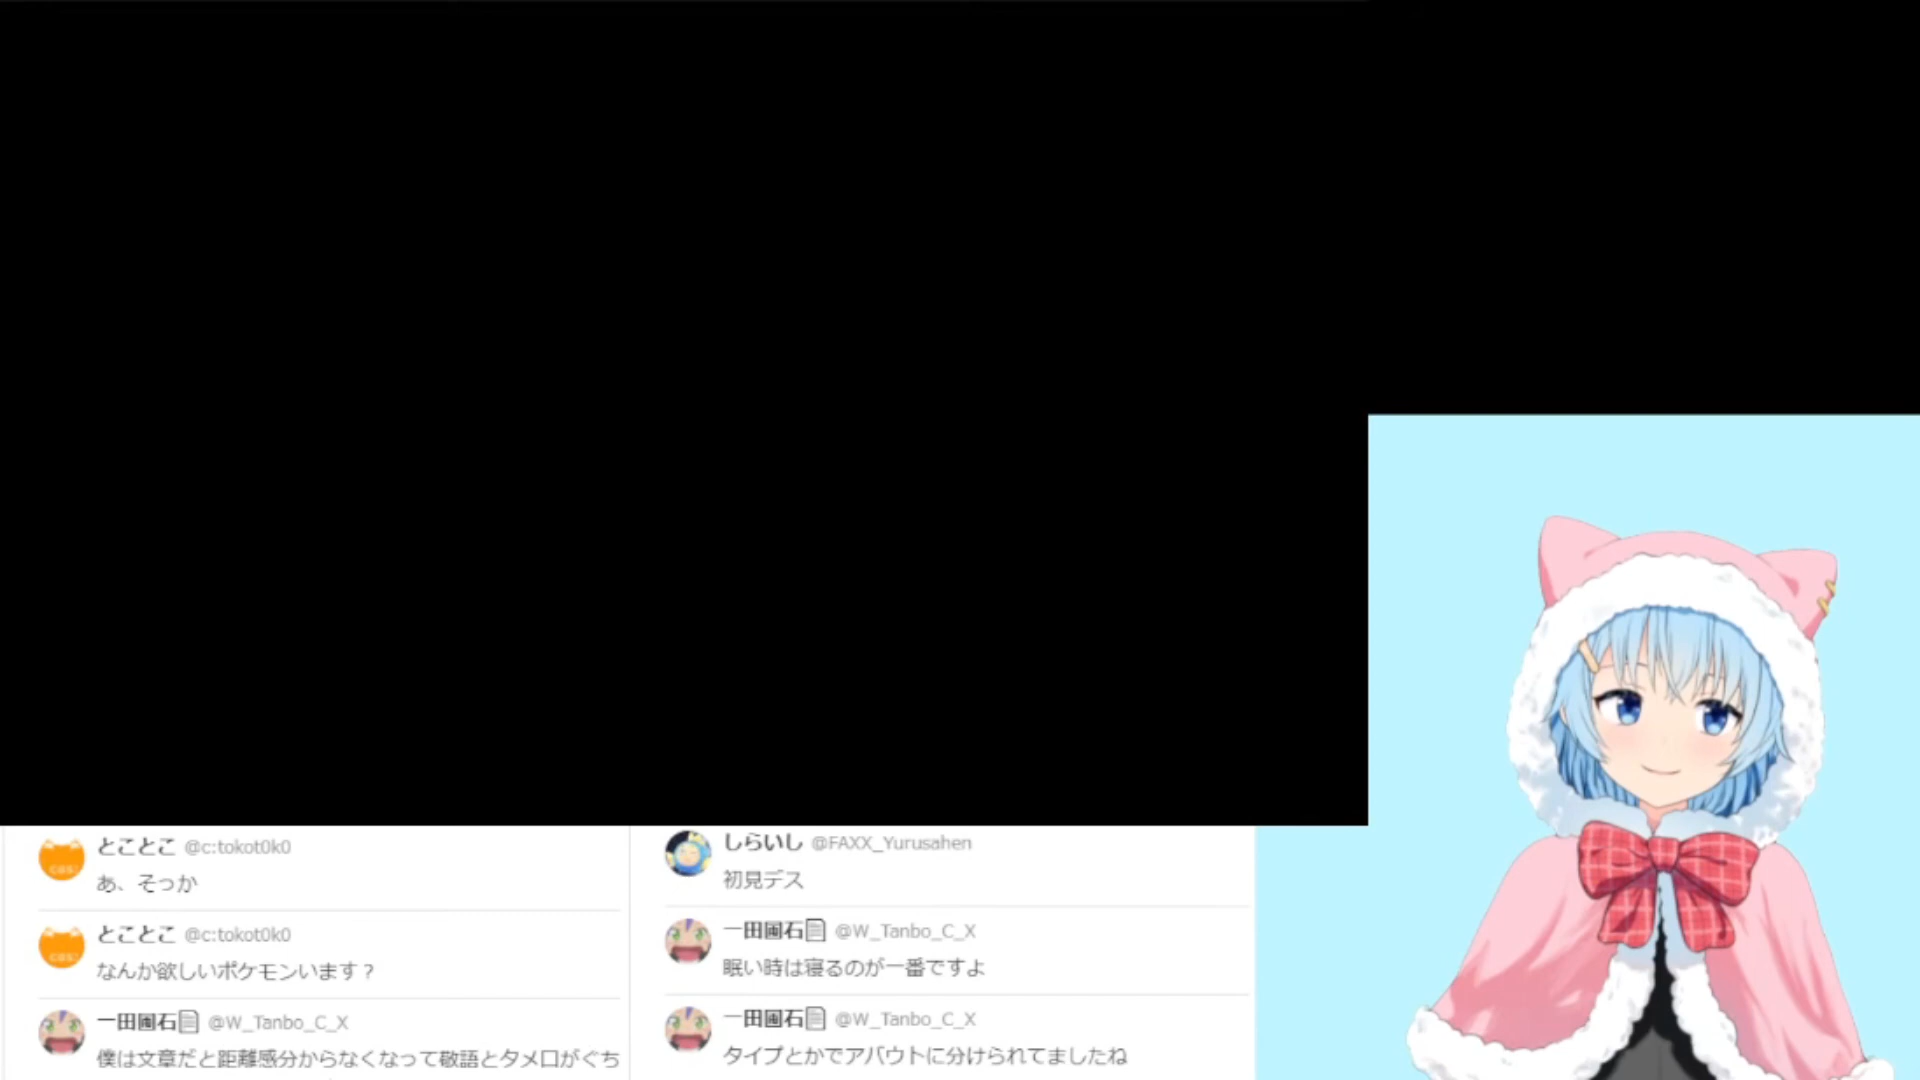 とことこ @c:tokot0k0
あ、そっか
とことこ @c:tokot0k0
なんか欲しいポケモンいます？
一田圃石 @W_Tanbo_C_X
僕は文章だと距離感分からなくなって敬語とタメ口がぐち
しらいし @FAXX_Yurusahen
初見デス
一田圃石 @W_Tanbo_C_X
眠い時は寝るのが一番ですよ
一田圃石 @W_Tanbo_C_X
タイプとかでアバウトに分けられてましたね